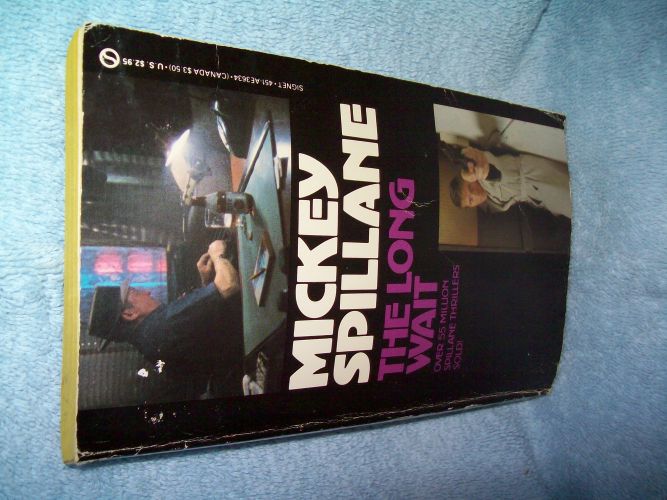 SIGNET • 451-AE3634 • (CANADA $3.50) • U.S. $2.95
MICKEY
SPILLANE
THE LONG
WAIT
OVER 55 MILLION
SPILLANE THRILLERS
SOLD!